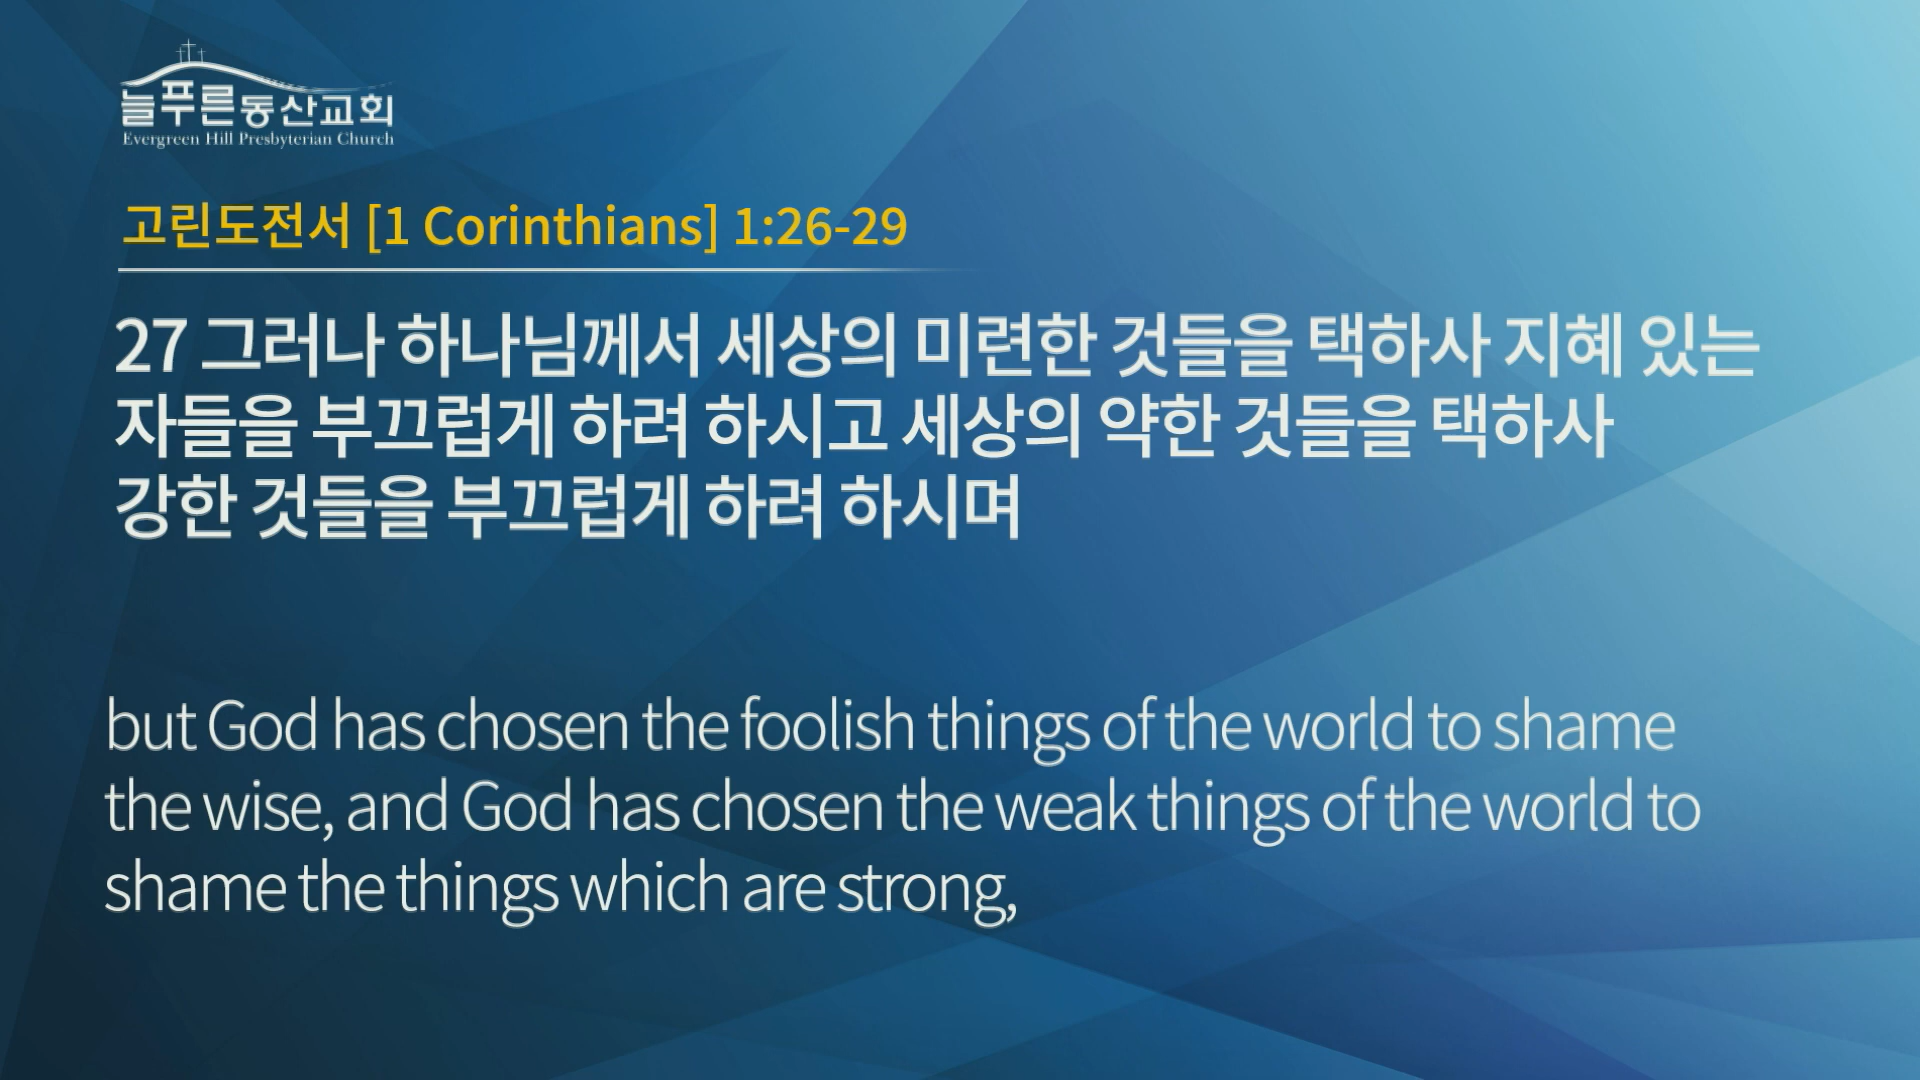 늘푸른동산교회
Evergreen Hill Presbyterian Church
고린도전서 [1 Corinthians] 1:26-29
27 그러나 하나님께서 세상의 미련한 것들을 택하사 지혜 있는
자들을 부끄럽게 하려 하시고 세상의 약한 것들을 택하사
강한 것들을 부끄럽게 하려 하시며
but God has chosen the foolish things of the world to shame
the wise, and God has chosen the weak things of the world to
shame the things which are strong,